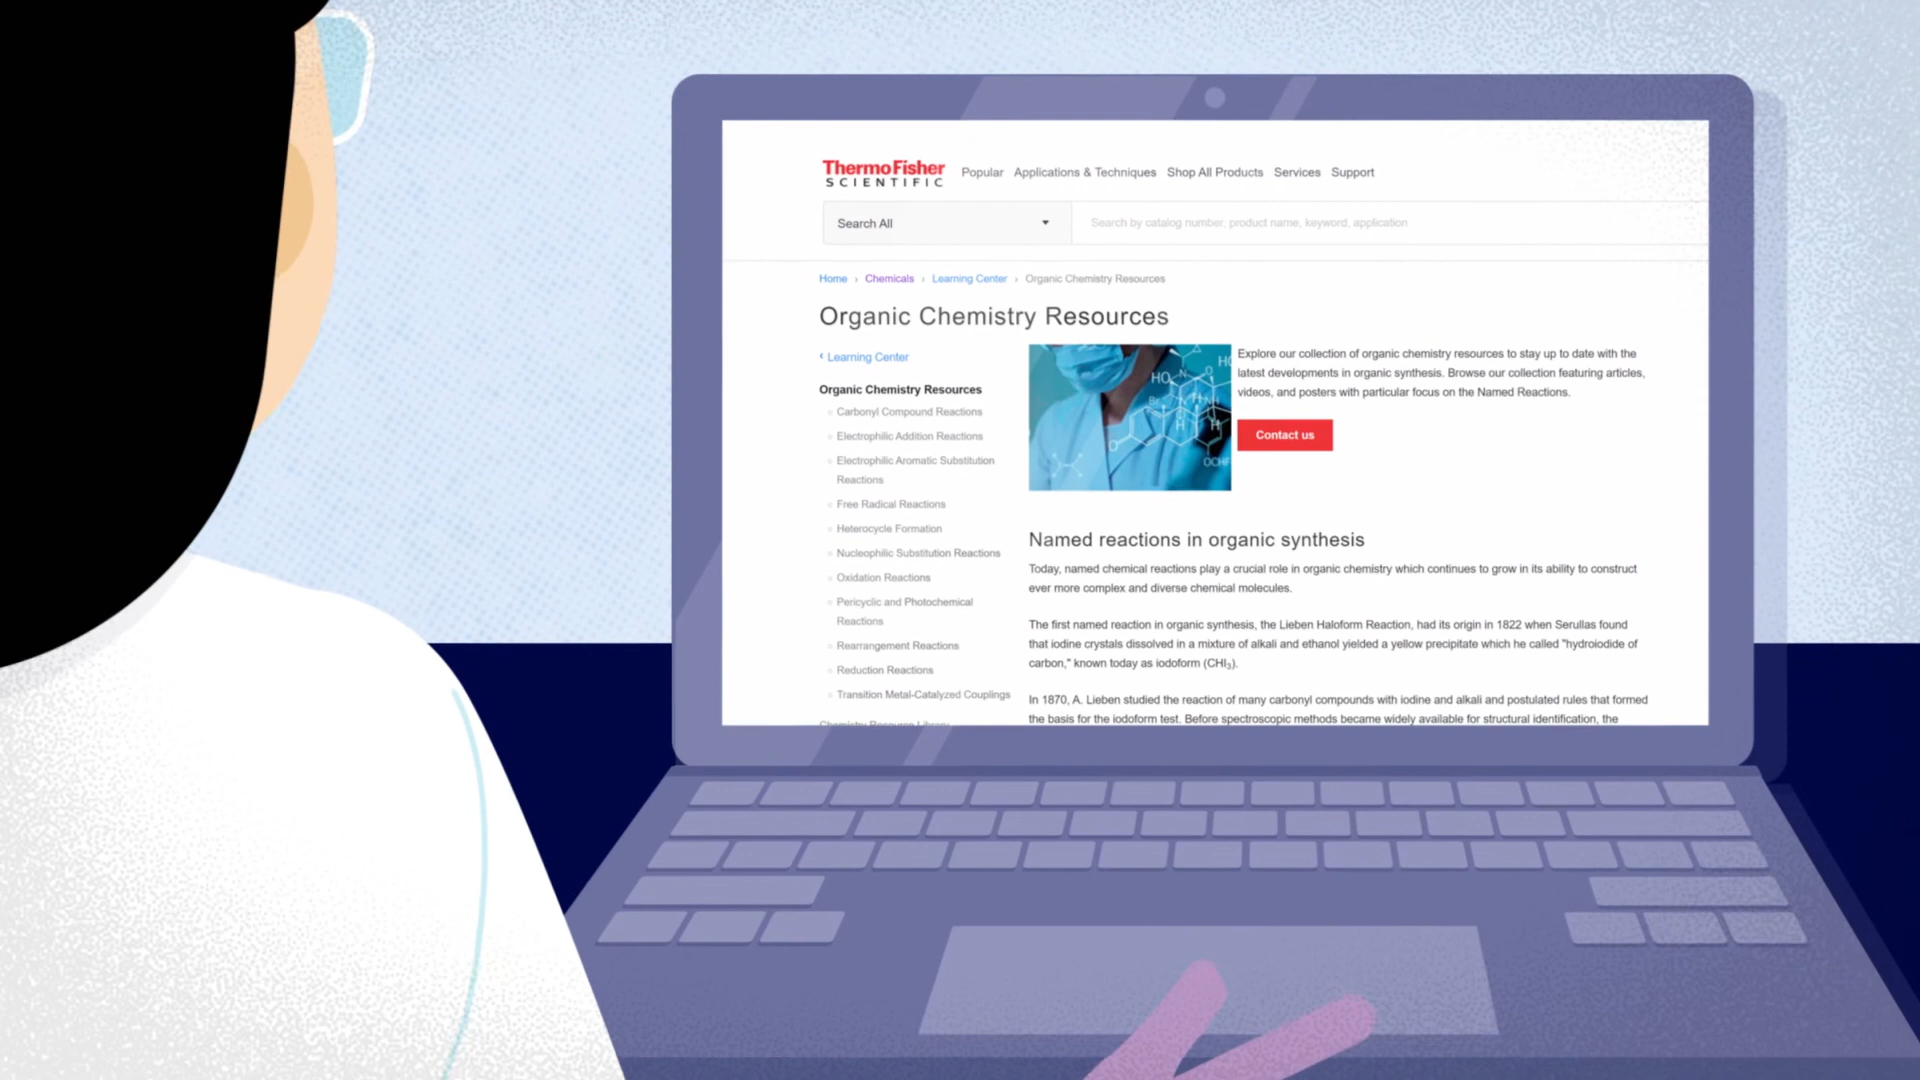 ThermoFisher
SCIENTIFIC
Popular Applications & Techniques Shop All Products Services Support
Search All
Search by catalog number, product name, keyword, application
Home › Chemicals › Learning Center › Organic Chemistry Resources
Organic Chemistry Resources
‹ Learning Center
Organic Chemistry Resources
Carbonyl Compound Reactions
Electrophilic Addition Reactions
Electrophilic Aromatic Substitution
Reactions
Free Radical Reactions
Heterocycle Formation
Nucleophilic Substitution Reactions
Oxidation Reactions
Pericyclic and Photochemical
Reactions
Rearrangement Reactions
Reduction Reactions
Transition Metal-Catalyzed Couplings
Chemistry Resource Library
HO
N
O
Br
N
H
H
H
O
OCHF
Explore our collection of organic chemistry resources to stay up to date with the
latest developments in organic synthesis. Browse our collection featuring articles,
videos, and posters with particular focus on the Named Reactions.
Contact us
Named reactions in organic synthesis
Today, named chemical reactions play a crucial role in organic chemistry which continues to grow in its ability to construct
ever more complex and diverse chemical molecules.
The first named reaction in organic synthesis, the Lieben Haloform Reaction, had its origin in 1822 when Serullas found
that iodine crystals dissolved in a mixture of alkali and ethanol yielded a yellow precipitate which he called "hydroiodide of
carbon," known today as iodoform (CHI₃).
In 1870, A. Lieben studied the reaction of many carbonyl compounds with iodine and alkali and postulated rules that formed
the basis for the iodoform test. Before spectroscopic methods became widely available for structural identification, the